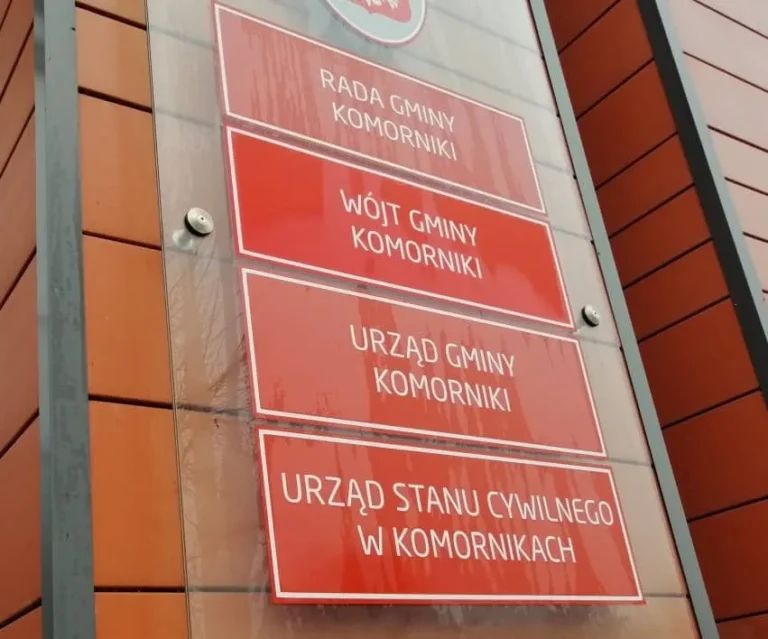 RADA GMINY
KOMORNIKI
WÓJT GMINY
KOMORNIKI
URZĄD GMINY
KOMORNIKI
URZĄD STANU CYWILNEGO
W KOMORNIKACH